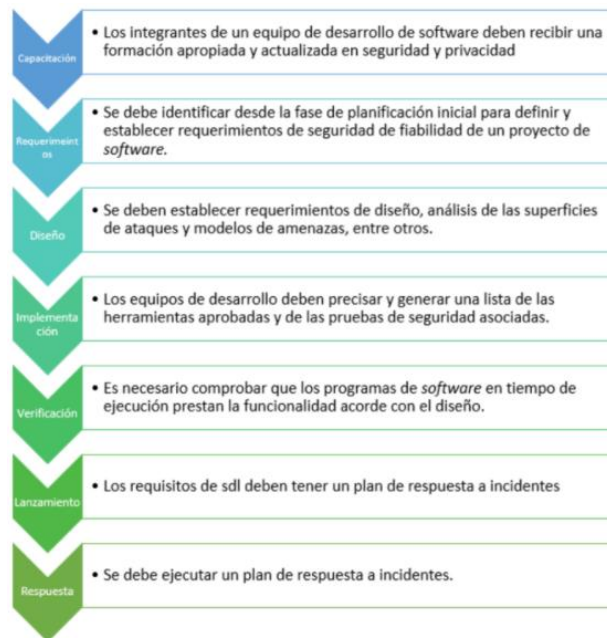 Capacitación
• Los integrantes de un equipo de desarrollo de software deben recibir una
formación apropiada y actualizada en seguridad y privacidad
Requerimeint
os
• Se debe identificar desde la fase de planificación inicial para definir y
establecer requerimientos de seguridad de fiabilidad de un proyecto de
software.
Diseño
• Se deben establecer requerimientos de diseño, análisis de las superficies
de ataques y modelos de amenazas, entre otros.
Implementa
ción
• Los equipos de desarrollo deben precisar y generar una lista de las
herramientas aprobadas y de las pruebas de seguridad asociadas.
Verificación
• Es necesario comprobar que los programas de software en tiempo de
ejecución prestan la funcionalidad acorde con el diseño.
Lanzamiento
• Los requisitos de sdl deben tener un plan de respuesta a incidentes
Respuesta
• Se debe ejecutar un plan de respuesta a incidentes.